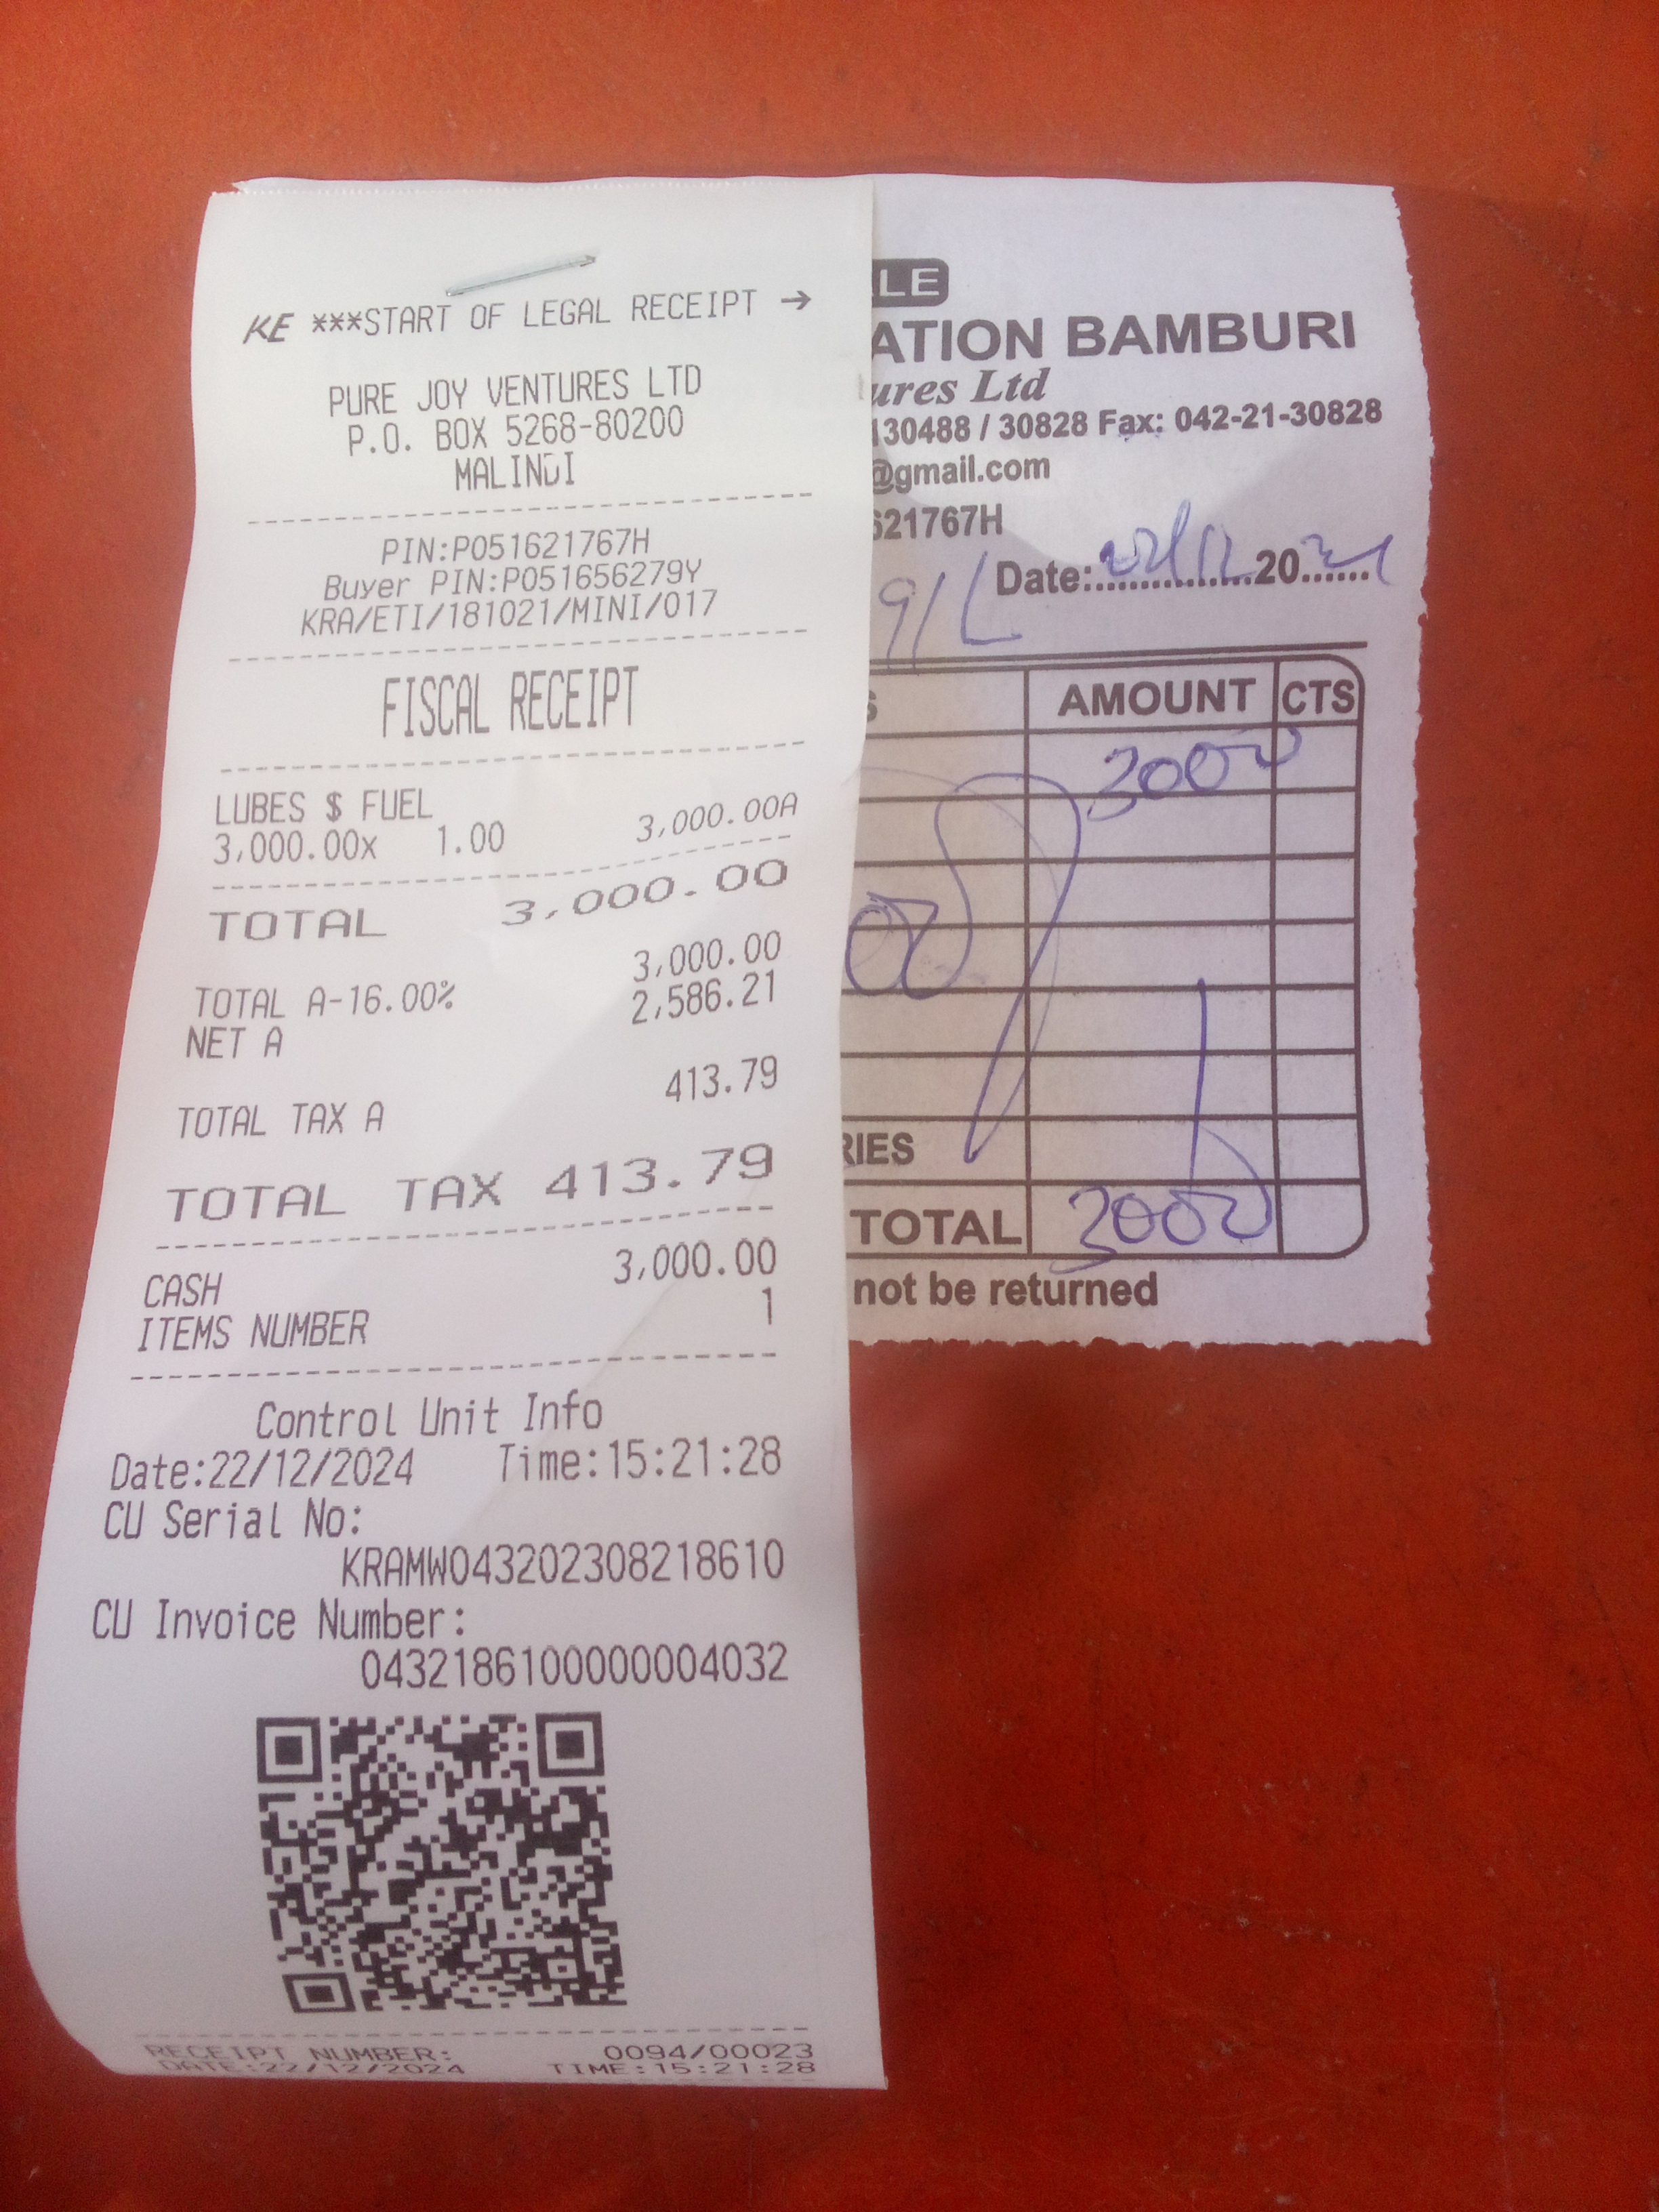 KE ***START OF LEGAL RECEIPT →
PURE JOY VENTURES LTD
P.O. BOX 5268-80200
MALINDI
PIN:P051621767H
Buyer PIN:P051656279Y
KRA/ETI/181021/MINI/017
FISCAL RECEIPT
LUBES $ FUEL
3,000.00x 1.00 3,000.00A
TOTAL 3,000.00
TOTAL A-16.00% 3,000.00
NET A 2,586.21
TOTAL TAX A 413.79
TOTAL TAX 413.79
CASH 3,000.00
ITEMS NUMBER 1
Control Unit Info
Date:22/12/2024 Time:15:21:28
CU Serial No:
KRAMW043202308218610
CU Invoice Number:
0432186100000004032
RECEIPT NUMBER: 0094/00023
DATE:22/12/2024 TIME:15:21:28
LE
ATION BAMBURI
ures Ltd
130488 / 30828 Fax: 042-21-30828
@gmail.com
621767H
Date:................20.......
S AMOUNT CTS
3000
RIES
TOTAL 3000
not be returned